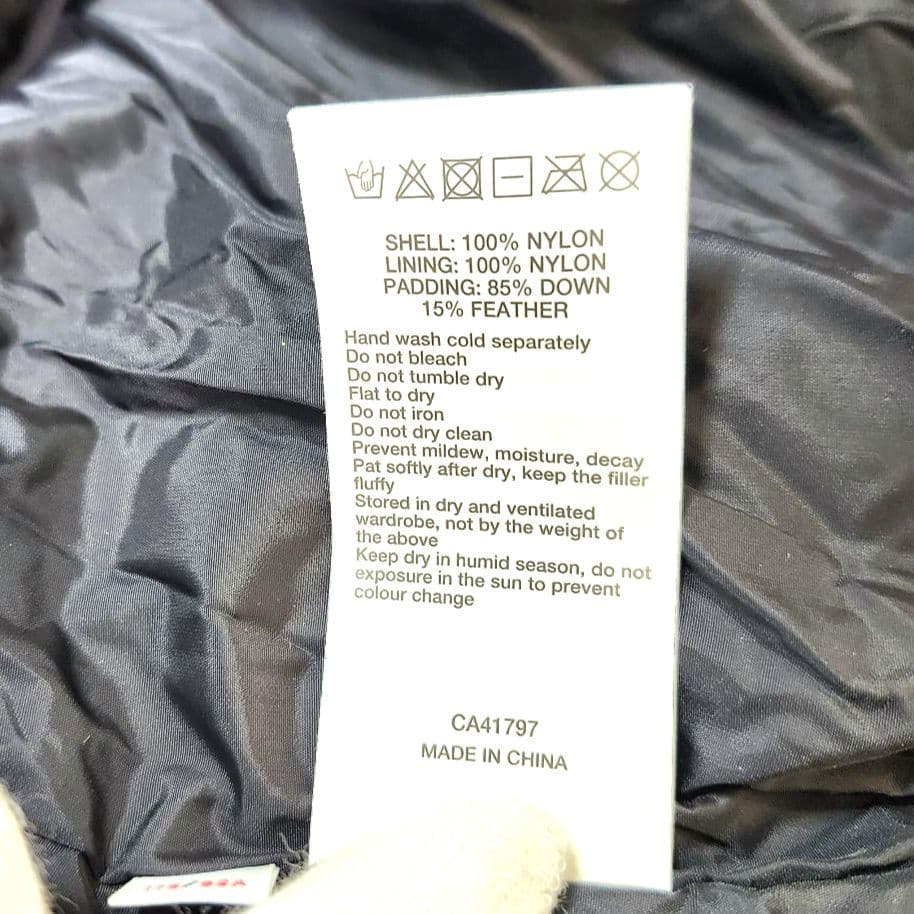 SHELL: 100% NYLON
LINING: 100% NYLON
PADDING: 85% DOWN
15% FEATHER
Hand wash cold separately
Do not bleach
Do not tumble dry
Flat to dry
Do not iron
Do not dry clean
Prevent mildew, moisture, decay
Pat softly after dry, keep the filler
fluffy
Stored in dry and ventilated
wardrobe, not by the weight of
the above
Keep dry in humid season, do not
exposure in the sun to prevent
colour change
CA41797
MADE IN CHINA